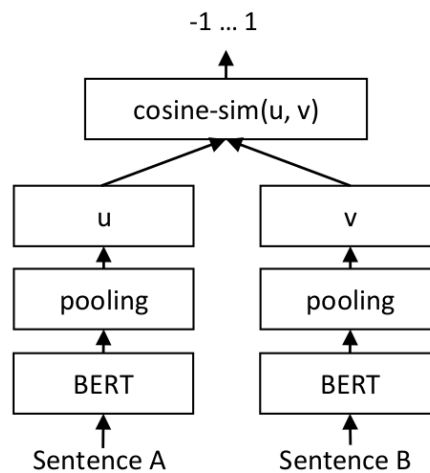 -1 … 1
cosine-sim(u, v)
u v
pooling pooling
BERT BERT
Sentence A Sentence B